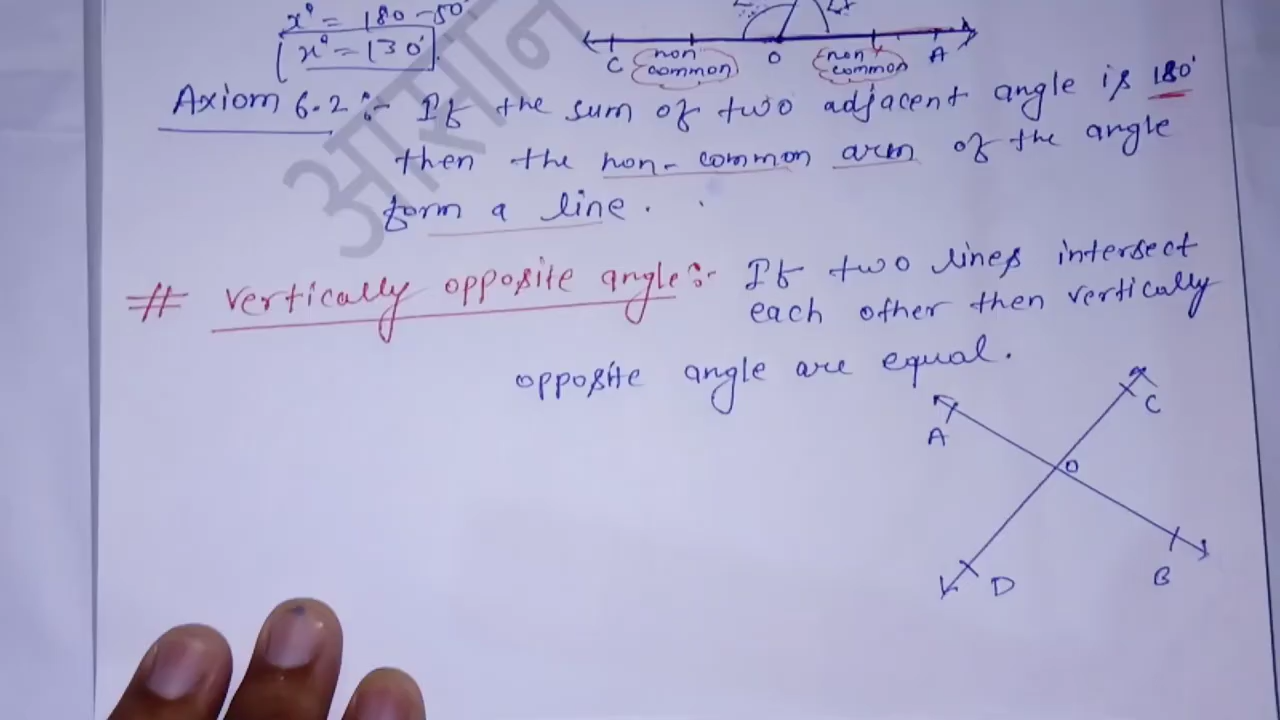 x° = 180 - 50°
x° = 130°
C non common O non common A
Axiom 6.2 :- If the sum of two adjacent angle is 180°
then the non-common arm of the angle
form a line.
# vertically opposite angle :- If two lines intersect
each other then vertically
opposite angle are equal.
A C
O
D B
आसान